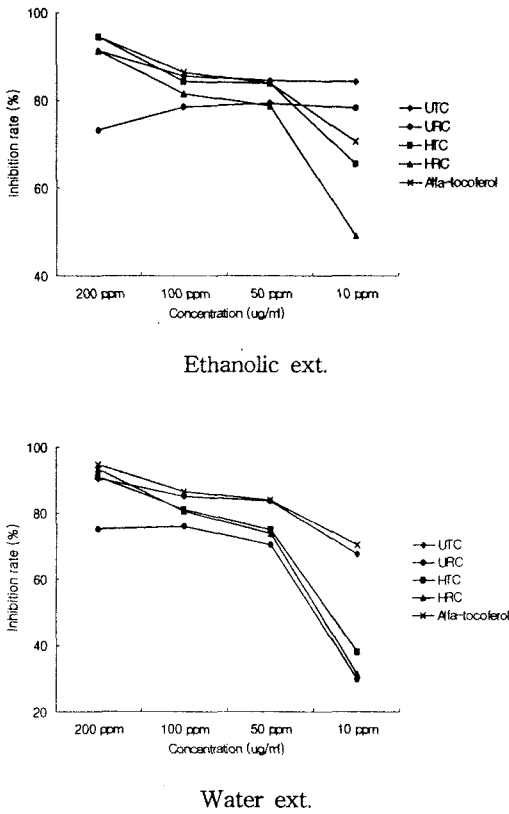 100
80
60
40
Inhibition rate (%)
200 ppm 100 ppm 50 ppm 10 ppm
Concentration (ug/ml)
UTC
URC
HTC
HRC
Alfa-tocoferol
Ethanolic ext.
100
80
60
40
20
Inhibition rate (%)
200 ppm 100 ppm 50 ppm 10 ppm
Concentration (ug/ml)
UTC
URC
HTC
HRC
Alfa-tocoferol
Water ext.